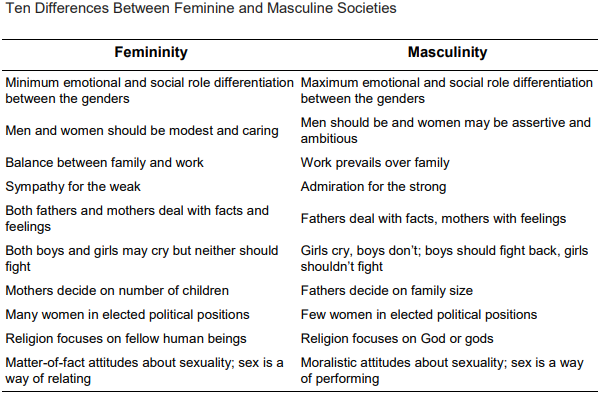 Ten Differences Between Feminine and Masculine Societies
Femininity Masculinity
Minimum emotional and social role differentiation
between the genders
Maximum emotional and social role differentiation
between the genders
Men and women should be modest and caring
Men should be and women may be assertive and
ambitious
Balance between family and work
Work prevails over family
Sympathy for the weak
Admiration for the strong
Both fathers and mothers deal with facts and
feelings
Fathers deal with facts, mothers with feelings
Both boys and girls may cry but neither should
fight
Girls cry, boys don’t; boys should fight back, girls
shouldn’t fight
Mothers decide on number of children
Fathers decide on family size
Many women in elected political positions
Few women in elected political positions
Religion focuses on fellow human beings
Religion focuses on God or gods
Matter-of-fact attitudes about sexuality; sex is a
way of relating
Moralistic attitudes about sexuality; sex is a way
of performing